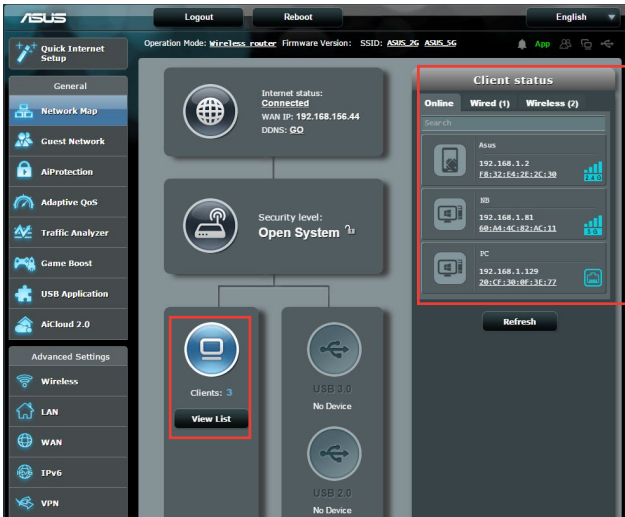 ASUS
Logout
Reboot
English
Quick Internet
Setup
Operation Mode: Wireless router Firmware Version: SSID: ASUS_2G ASUS_5G
App
General
Network Map
Guest Network
AiProtection
Adaptive QoS
Traffic Analyzer
Game Boost
USB Application
AiCloud 2.0
Advanced Settings
Wireless
LAN
WAN
IPv6
VPN
Internet status:
Connected
WAN IP: 192.168.156.44
DDNS: GO
Security level:
Open System
Clients: 3
View List
USB 3.0
No Device
USB 2.0
No Device
Client status
Online Wired (1) Wireless (2)
Search
Asus
192.168.1.2
F8:32:E4:2E:2C:30
2.4G
NB
192.168.1.81
60:A4:4C:82:AC:11
5G
PC
192.168.1.129
20:CF:30:0F:3E:77
Refresh